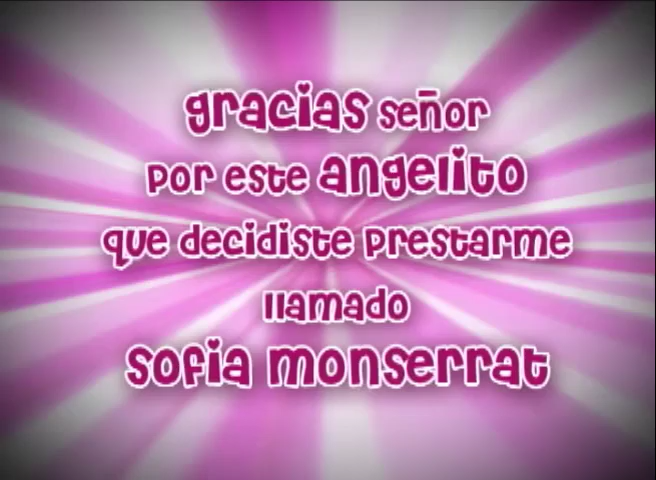 gracias señor
por este angelito
que decidiste prestarme
llamado
sofia monserrat